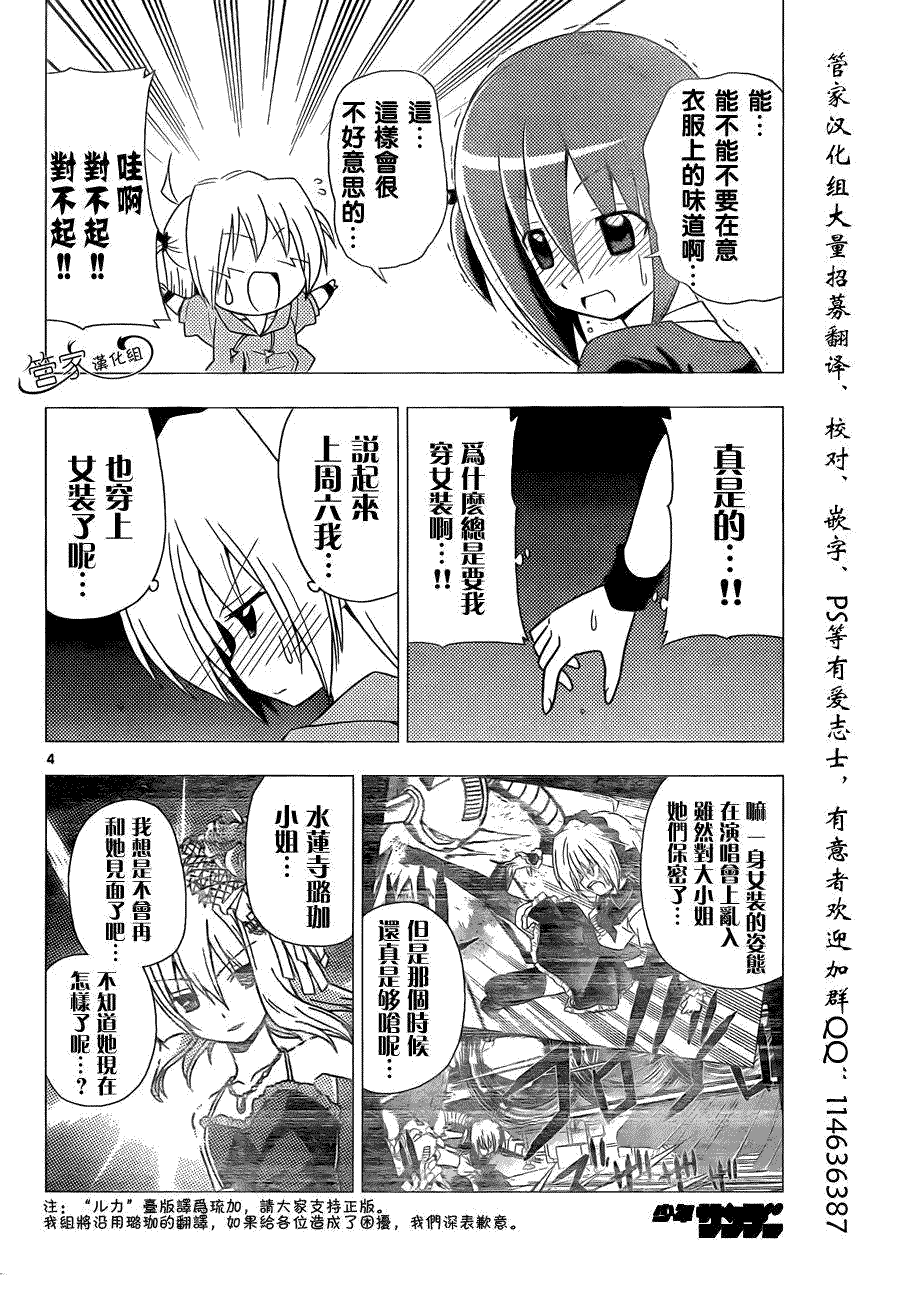 能…
能不能不要在意
衣服上的味道啊…
這…
這樣會很
不好意思的…
哇啊
對不起!!
對不起!!
管家漢化組
真是的…!!
爲什麽總是要我
穿女裝啊…!!
說起來
上周六我…
也穿上
女裝了呢…
4
嘛一身女装的姿態
在演唱會上亂入
雖然對大小姐
她們保密了…
但是那個時候
還真是够嗆呢…
水蓮寺璐珈
小姐…
我想是不會再
和她見面了吧…
不知道她現在
怎樣了呢…?
注:“ルカ”臺版譯爲琉加,請大家支持正版。
我組將沿用璐珈的翻譯,如果給各位造成了困擾,我們深表歉意。
少年サンデー
管家汉化组大量招募翻译、校对、嵌字、PS等有爱志士,有意者欢迎加群QQ:114636387